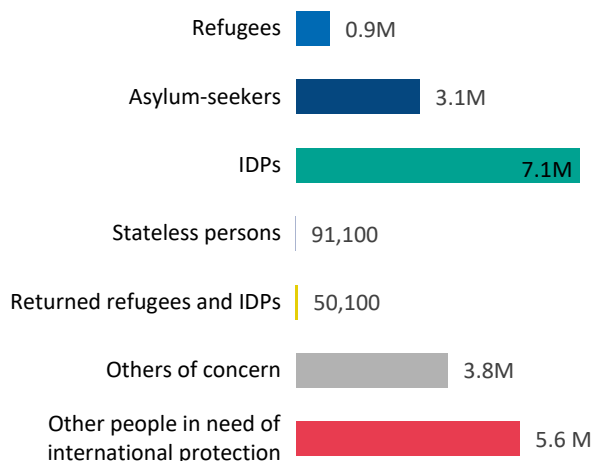 Refugees 0.9M
Asylum-seekers 3.1M
IDPs 7.1M
Stateless persons 91,100
Returned refugees and IDPs 50,100
Others of concern 3.8M
Other people in need of
international protection 5.6 M